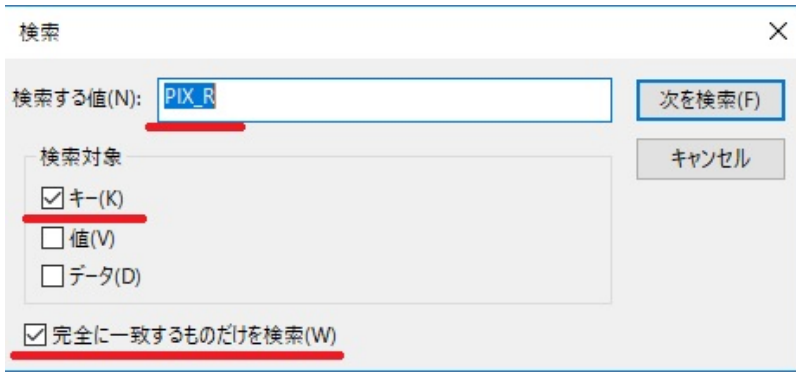 検索
検索する値(N): PIX_R
次を検索(F)
検索対象
キャンセル
キー(K)
値(V)
データ(D)
完全に一致するものだけを検索(W)